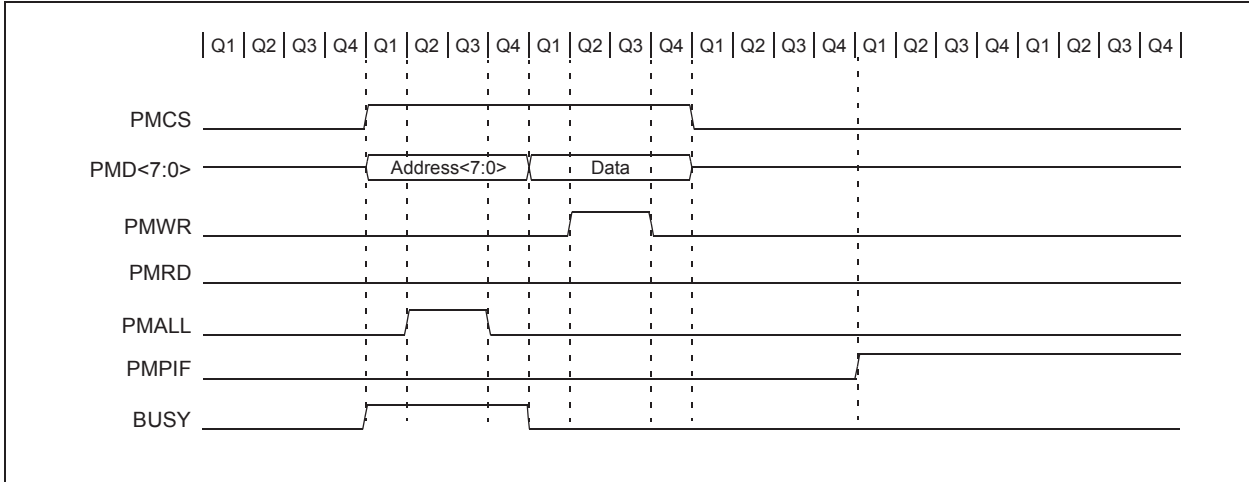 Q1 Q2 Q3 Q4 Q1 Q2 Q3 Q4 Q1 Q2 Q3 Q4 Q1 Q2 Q3 Q4 Q1 Q2 Q3 Q4 Q1 Q2 Q3 Q4
PMCS
PMD<7:0> Address<7:0> Data
PMWR
PMRD
PMALL
PMPIF
BUSY